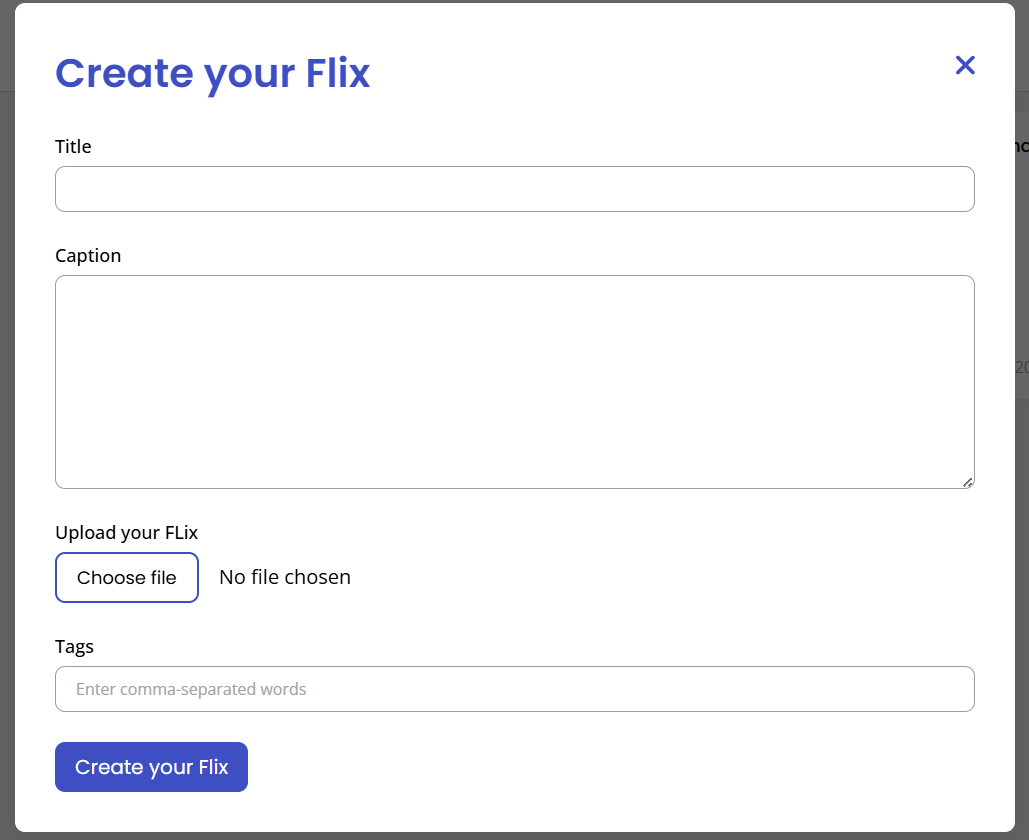 Create your Flix
Title
Caption
Upload your FLix
Choose file No file chosen
Tags
Enter comma-separated words
Create your Flix